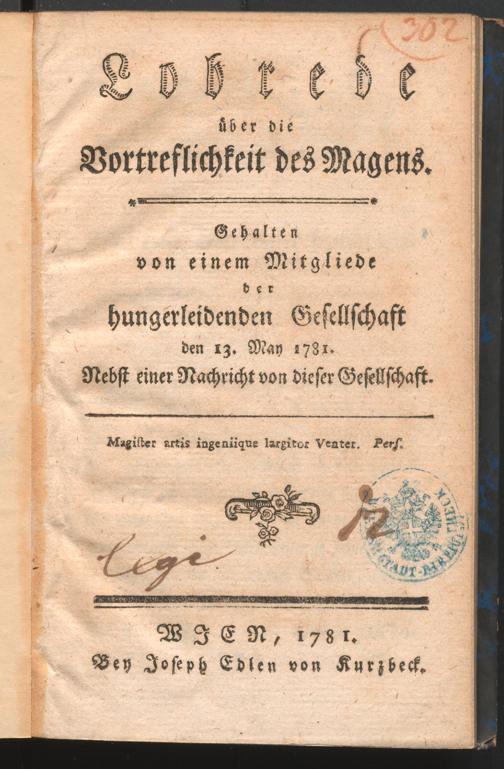 302
Lobrede
über die
Vortreflichkeit des Magens.
Gehalten
von einem Mitgliede
der
hungerleidenden Gesellschaft
den 13. May 1781.
Nebst einer Nachricht von dieser Gesellschaft.
Magister artis ingeniique largitor Venter. Pers.
legi
WIEN, 1781.
Bey Joseph Edlen von Kurzbeck.